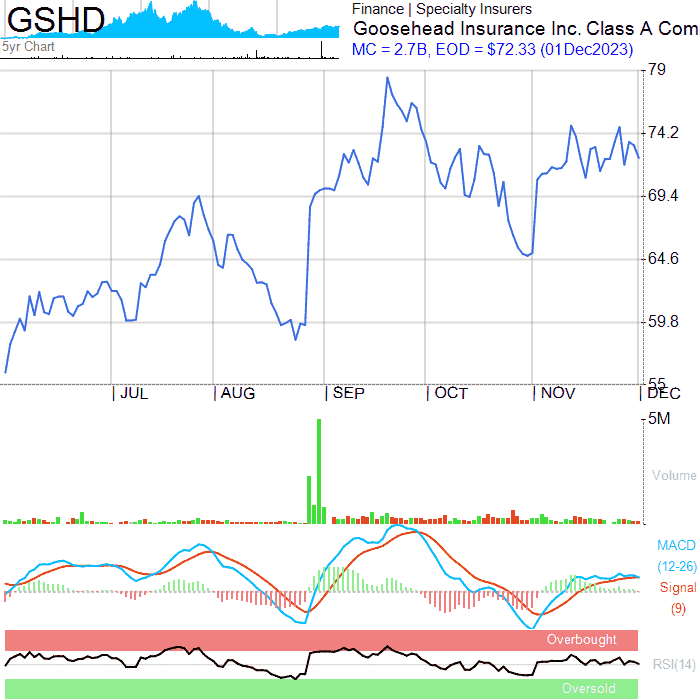 GSHD
5yr Chart
Finance | Specialty Insurers
Goosehead Insurance Inc. Class A Com
MC = 2.7B, EOD = $72.33 (01Dec2023)
79
74.2
69.4
64.6
59.8
55
JUL AUG SEP OCT NOV DEC
5M
Volume
MACD
(12-26)
Signal
(9)
Overbought
RSI(14)
Oversold